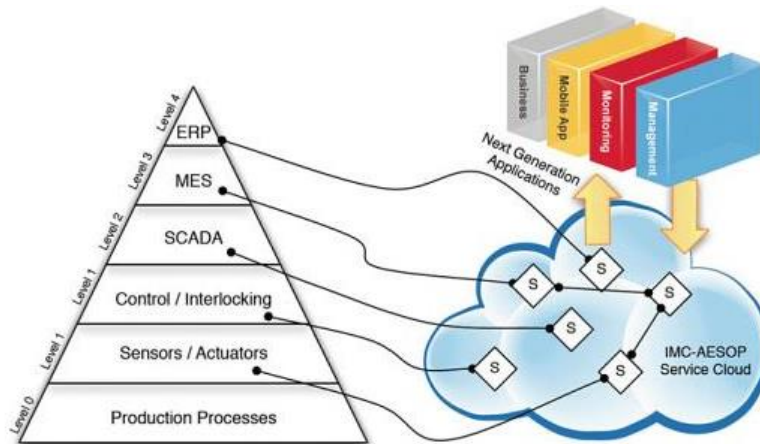 Level 4
ERP
Level 3
MES
Level 2
SCADA
Level 1
Control / Interlocking
Level 1
Sensors / Actuators
Level 0
Production Processes
Business
Mobile App
Monitoring
Management
Next Generation
Applications
S
S
S
S
S
S
IMC-AESOP
Service Cloud